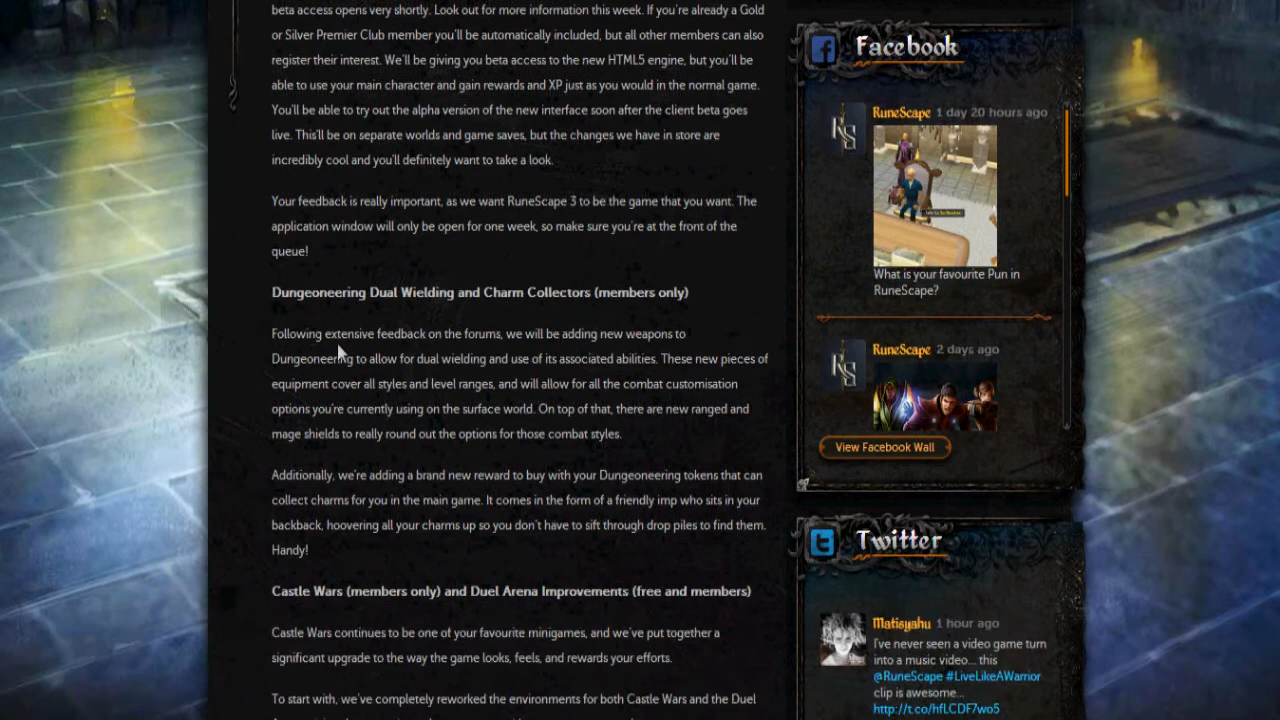 beta access opens very shortly. Look out for more information this week. If you're already a Gold
or Silver Premier Club member you'll be automatically included, but all other members can also
register their interest. We'll be giving you beta access to the new HTML5 engine, but you'll be
able to use your main character and gain rewards and XP just as you would in the normal game.
You'll be able to try out the alpha version of the new interface soon after the client beta goes
live. This'll be on separate worlds and game saves, but the changes we have in store are
incredibly cool and you'll definitely want to take a look.
Your feedback is really important, as we want RuneScape 3 to be the game that you want. The
application window will only be open for one week, so make sure you're at the front of the
queue!
Dungeoneering Dual Wielding and Charm Collectors (members only)
Following extensive feedback on the forums, we will be adding new weapons to
Dungeoneering to allow for dual wielding and use of its associated abilities. These new pieces of
equipment cover all styles and level ranges, and will allow for all the combat customisation
options you're currently using on the surface world. On top of that, there are new ranged and
mage shields to really round out the options for those combat styles.
Additionally, we're adding a brand new reward to buy with your Dungeoneering tokens that can
collect charms for you in the main game. It comes in the form of a friendly imp who sits in your
backback, hoovering all your charms up so you don't have to sift through drop piles to find them.
Handy!
Castle Wars (members only) and Duel Arena Improvements (free and members)
Castle Wars continues to be one of your favourite minigames, and we've put together a
significant upgrade to the way the game looks, feels, and rewards your efforts.
To start with, we've completely reworked the environments for both Castle Wars and the Duel
Facebook
RuneScape 1 day 20 hours ago
What is your favourite Pun in
RuneScape?
RuneScape 2 days ago
View Facebook Wall
Twitter
Matisyahu 1 hour ago
I've never seen a video game turn
into a music video... this
@RuneScape #LiveLikeAWarrior
clip is awesome...
http://t.co/hfLCDF7wo5